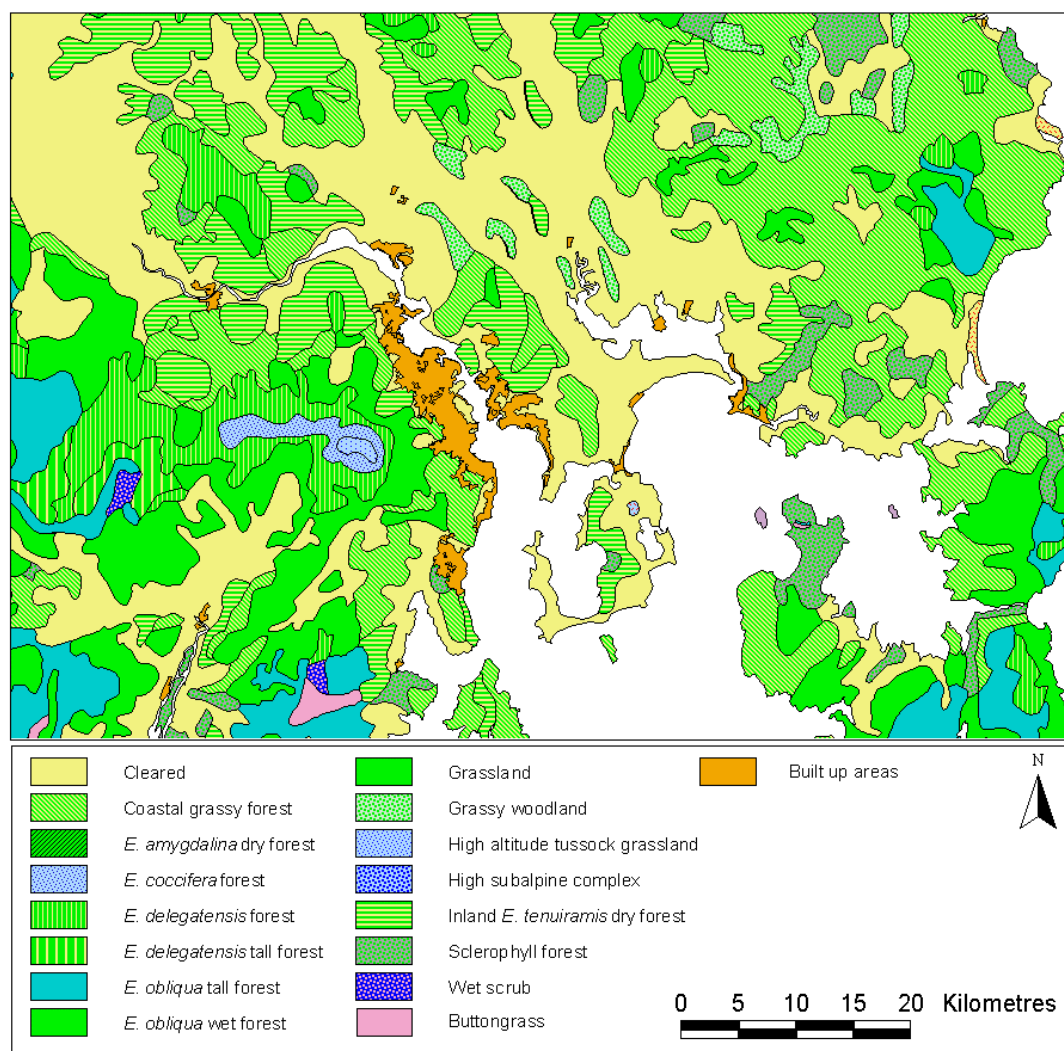 Cleared
Coastal grassy forest
E. amygdalina dry forest
E. coccifera forest
E. delegatensis forest
E. delegatensis tall forest
E. obliqua tall forest
E. obliqua wet forest
Grassland
Grassy woodland
High altitude tussock grassland
High subalpine complex
Inland E. tenuiramis dry forest
Sclerophyll forest
Wet scrub
Buttongrass
Built up areas
N
0 5 10 15 20 Kilometres